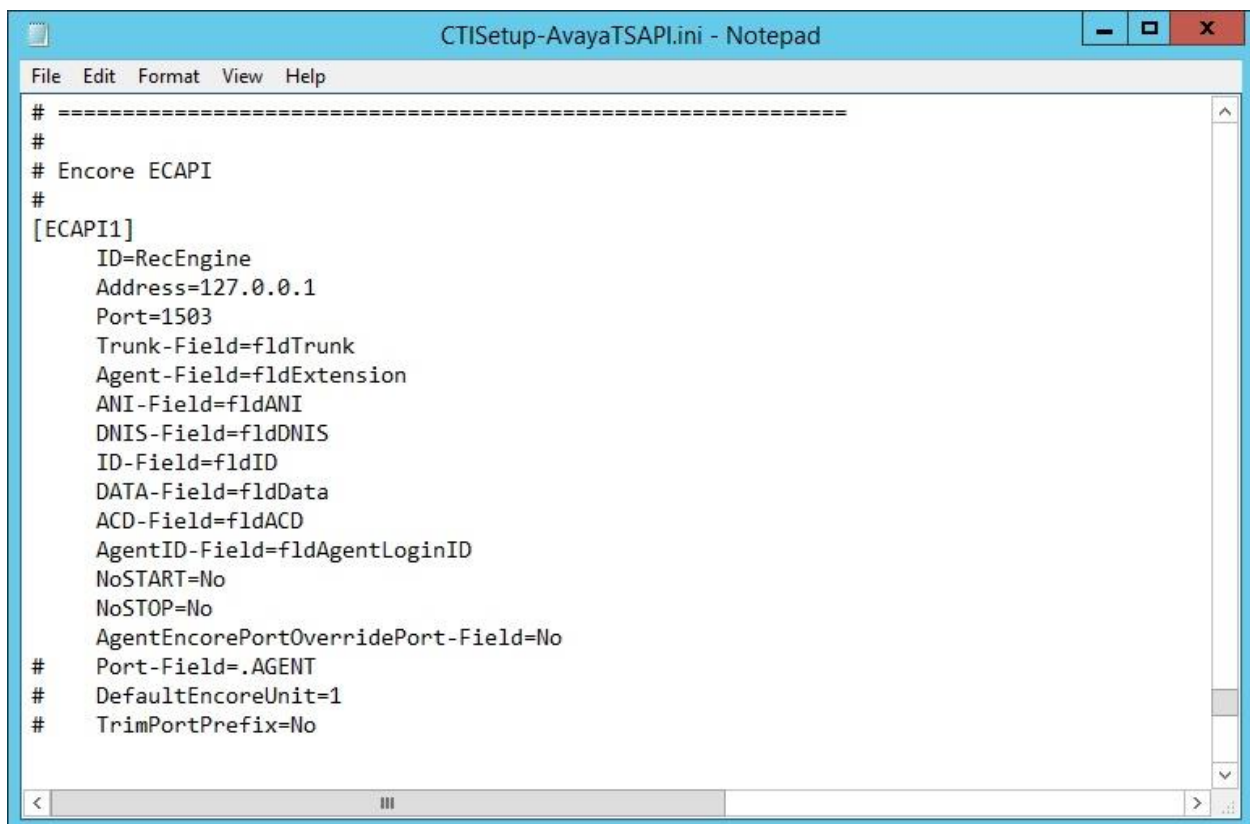 CTISetup-AvayaTSAPI.ini - Notepad
File Edit Format View Help
# =============================================================
#
# Encore ECAPI
#
[ECAPI1]
ID=RecEngine
Address=127.0.0.1
Port=1503
Trunk-Field=fldTrunk
Agent-Field=fldExtension
ANI-Field=fldANI
DNIS-Field=fldDNIS
ID-Field=fldID
DATA-Field=fldData
ACD-Field=fldACD
AgentID-Field=fldAgentLoginID
NoSTART=No
NoSTOP=No
AgentEncorePortOverridePort-Field=No
# Port-Field=.AGENT
# DefaultEncoreUnit=1
# TrimPortPrefix=No